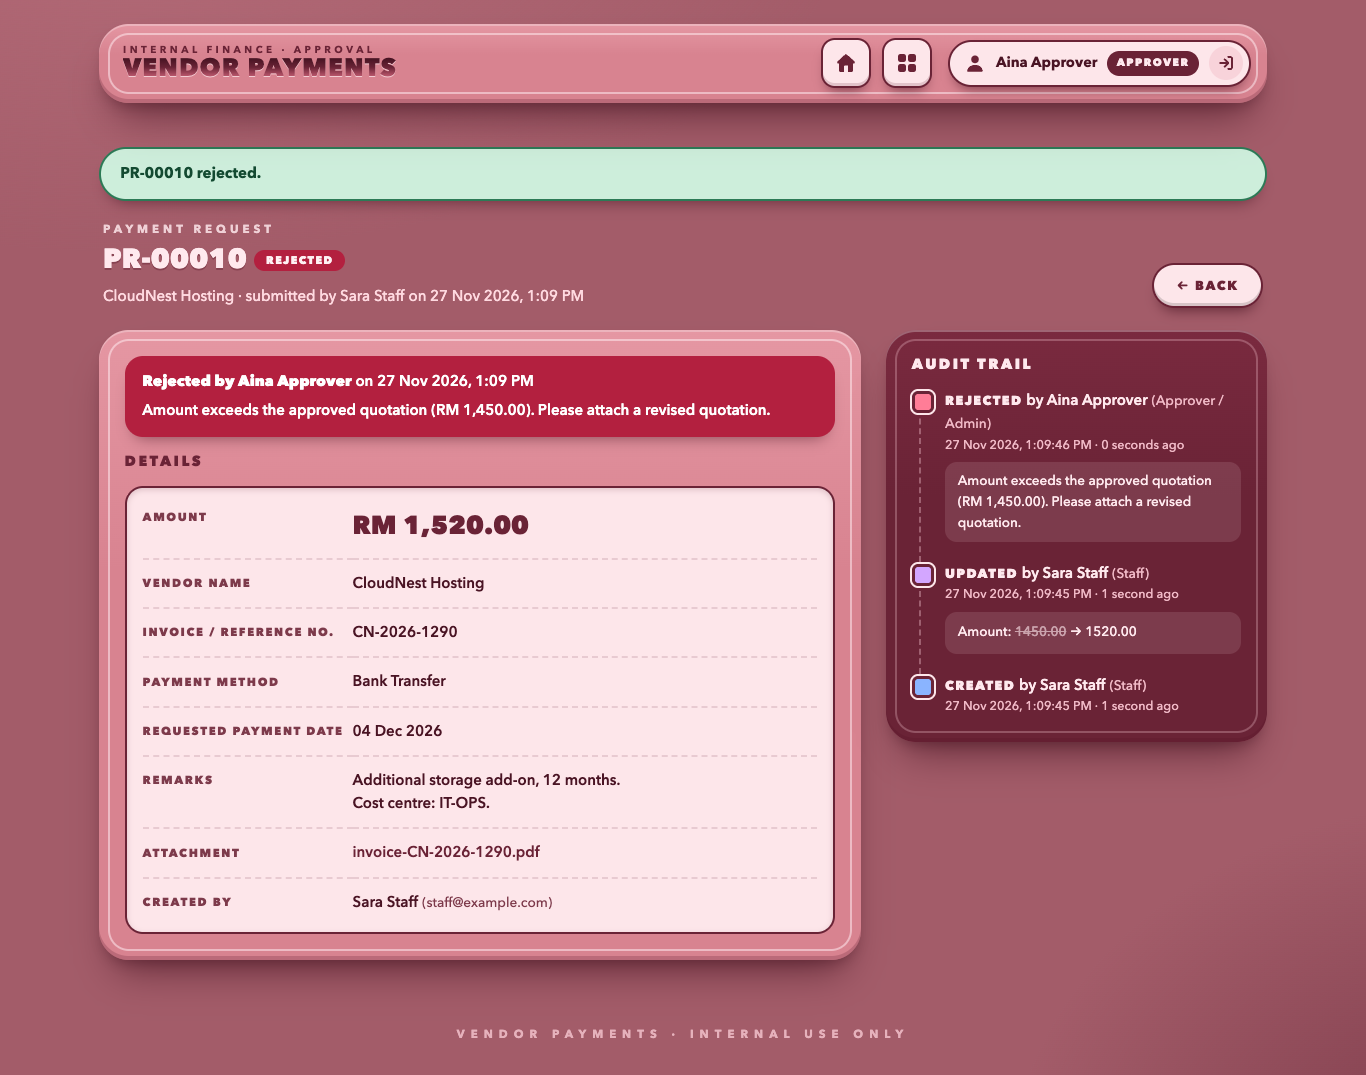 INTERNAL FINANCE · APPROVAL
VENDOR PAYMENTS
Aina Approver APPROVER
PR-00010 rejected.
PAYMENT REQUEST
PR-00010 REJECTED
CloudNest Hosting · submitted by Sara Staff on 27 Nov 2026, 1:09 PM
← BACK
Rejected by Aina Approver on 27 Nov 2026, 1:09 PM
Amount exceeds the approved quotation (RM 1,450.00). Please attach a revised quotation.
DETAILS
AMOUNT RM 1,520.00
VENDOR NAME CloudNest Hosting
INVOICE / REFERENCE NO. CN-2026-1290
PAYMENT METHOD Bank Transfer
REQUESTED PAYMENT DATE 04 Dec 2026
REMARKS Additional storage add-on, 12 months.
Cost centre: IT-OPS.
ATTACHMENT invoice-CN-2026-1290.pdf
CREATED BY Sara Staff (staff@example.com)
AUDIT TRAIL
REJECTED by Aina Approver (Approver /
Admin)
27 Nov 2026, 1:09:46 PM · 0 seconds ago
Amount exceeds the approved quotation
(RM 1,450.00). Please attach a revised
quotation.
UPDATED by Sara Staff (Staff)
27 Nov 2026, 1:09:45 PM · 1 second ago
Amount: 1450.00 → 1520.00
CREATED by Sara Staff (Staff)
27 Nov 2026, 1:09:45 PM · 1 second ago
VENDOR PAYMENTS · INTERNAL USE ONLY